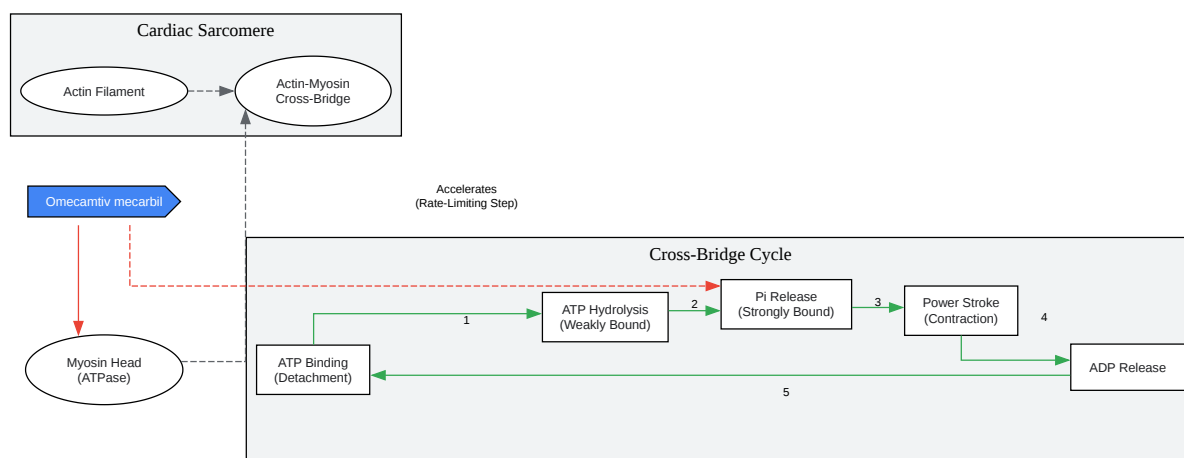 Cardiac Sarcomere
Actin Filament
Actin-Myosin
Cross-Bridge
Omecamtiv mecarbil
Accelerates
(Rate-Limiting Step)
Cross-Bridge Cycle
Myosin Head
(ATPase)
ATP Binding
(Detachment)
1
ATP Hydrolysis
(Weakly Bound)
2
Pi Release
(Strongly Bound)
3
Power Stroke
(Contraction)
4
ADP Release
5